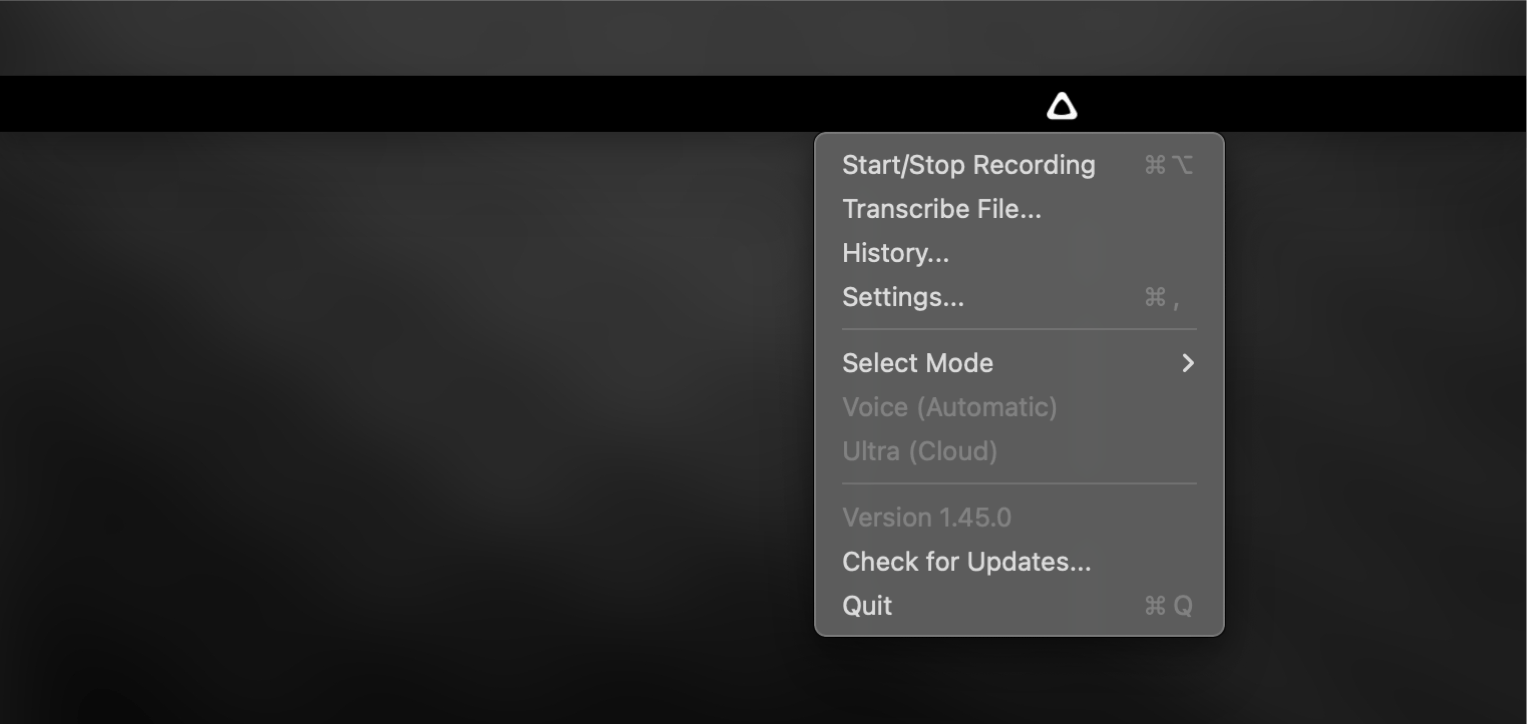 Start/Stop Recording ⌘⌥
Transcribe File...
History...
Settings... ⌘,
Select Mode
Voice (Automatic)
Ultra (Cloud)
Version 1.45.0
Check for Updates...
Quit ⌘Q